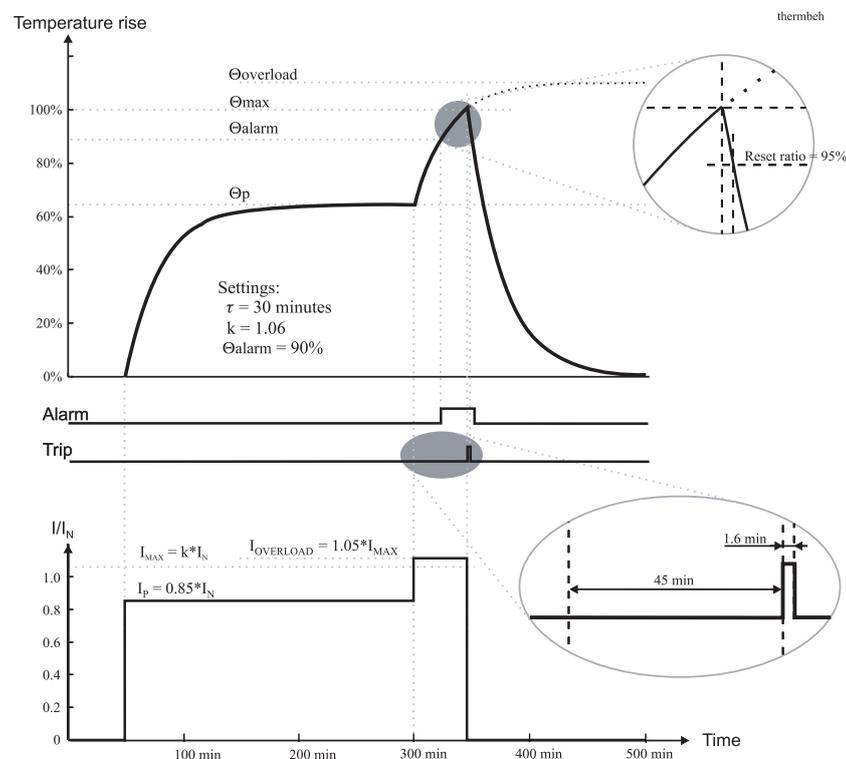 Temperature rise
thermbeh
Θoverload
100%
Θmax
Θalarm
80%
Reset ratio = 95%
Θp
60%
40%
Settings:
τ = 30 minutes
k = 1.06
Θalarm = 90%
20%
0%
Alarm
Trip
I/IN
IMAX = k*IN
IOVERLOAD = 1.05*IMAX
1.6 min
1.0
IP = 0.85*IN
45 min
0.8
0.6
0.4
0.2
0
Time
100 min
200 min
300 min
400 min
500 min